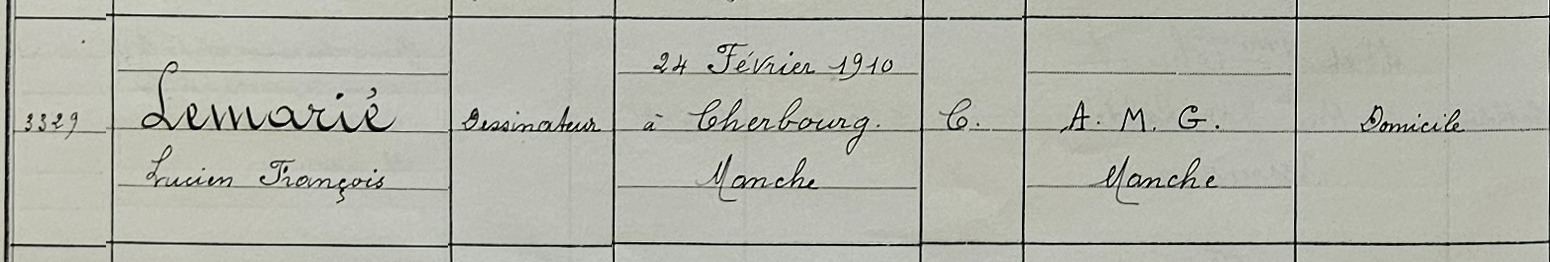 24 Février 1910
3329 Lemarié Dessinateur à Cherbourg. C. A. M. G. Domicile
Lucien François Manche Manche